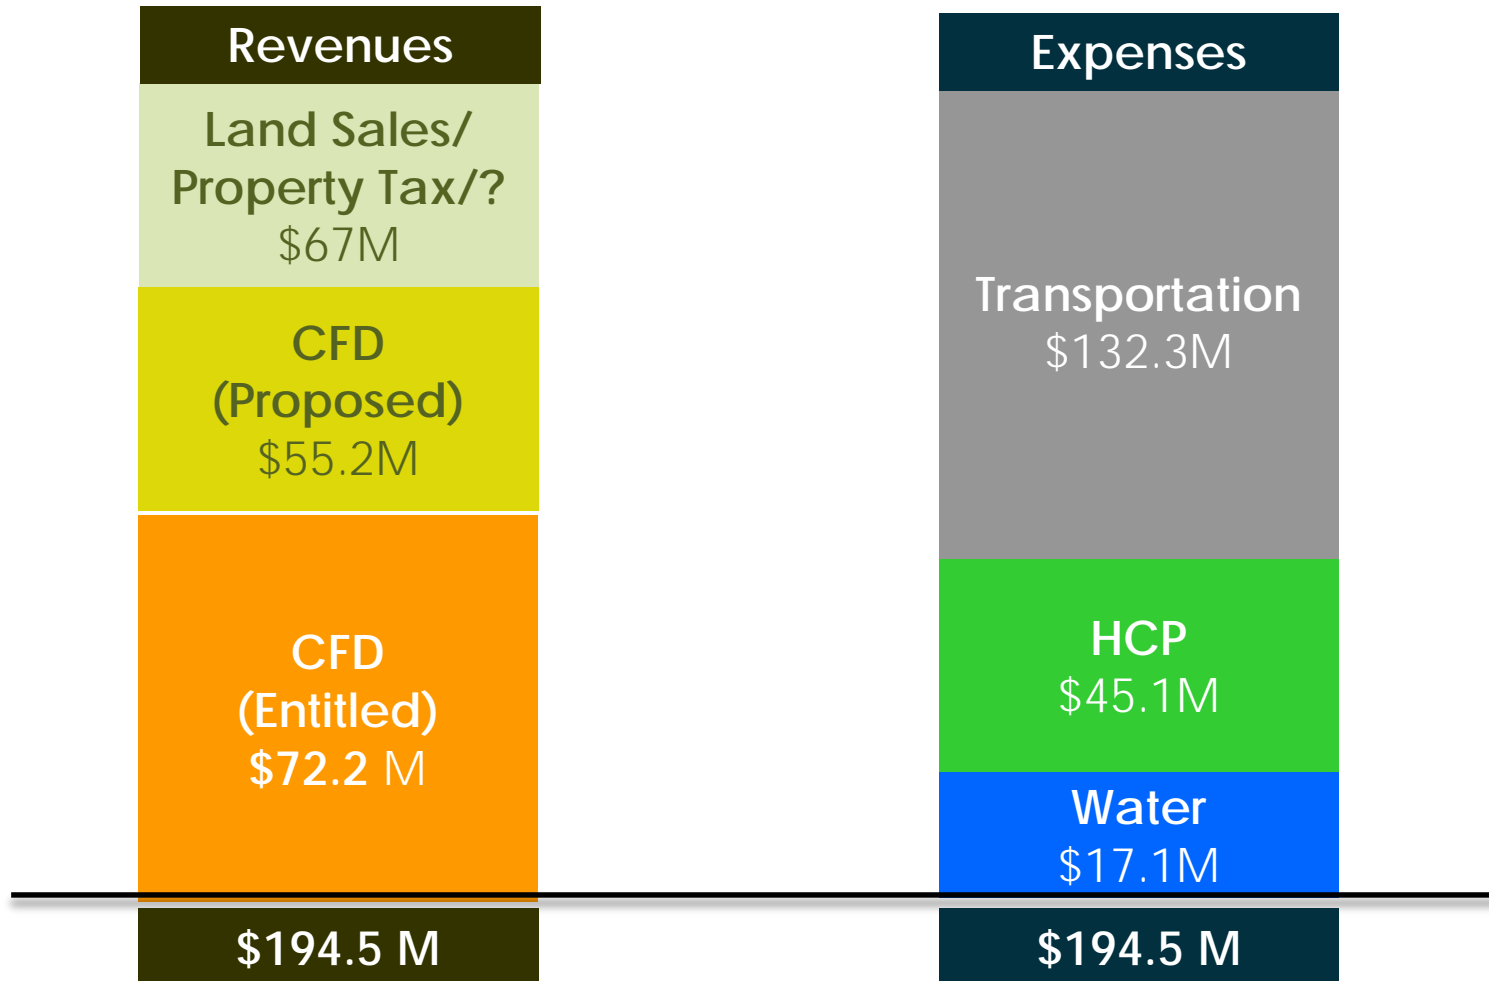 Revenues
Land Sales/
Property Tax/?
$67M
CFD
(Proposed)
$55.2M
CFD
(Entitled)
$72.2 M
$194.5 M
Expenses
Transportation
$132.3M
HCP
$45.1M
Water
$17.1M
$194.5 M